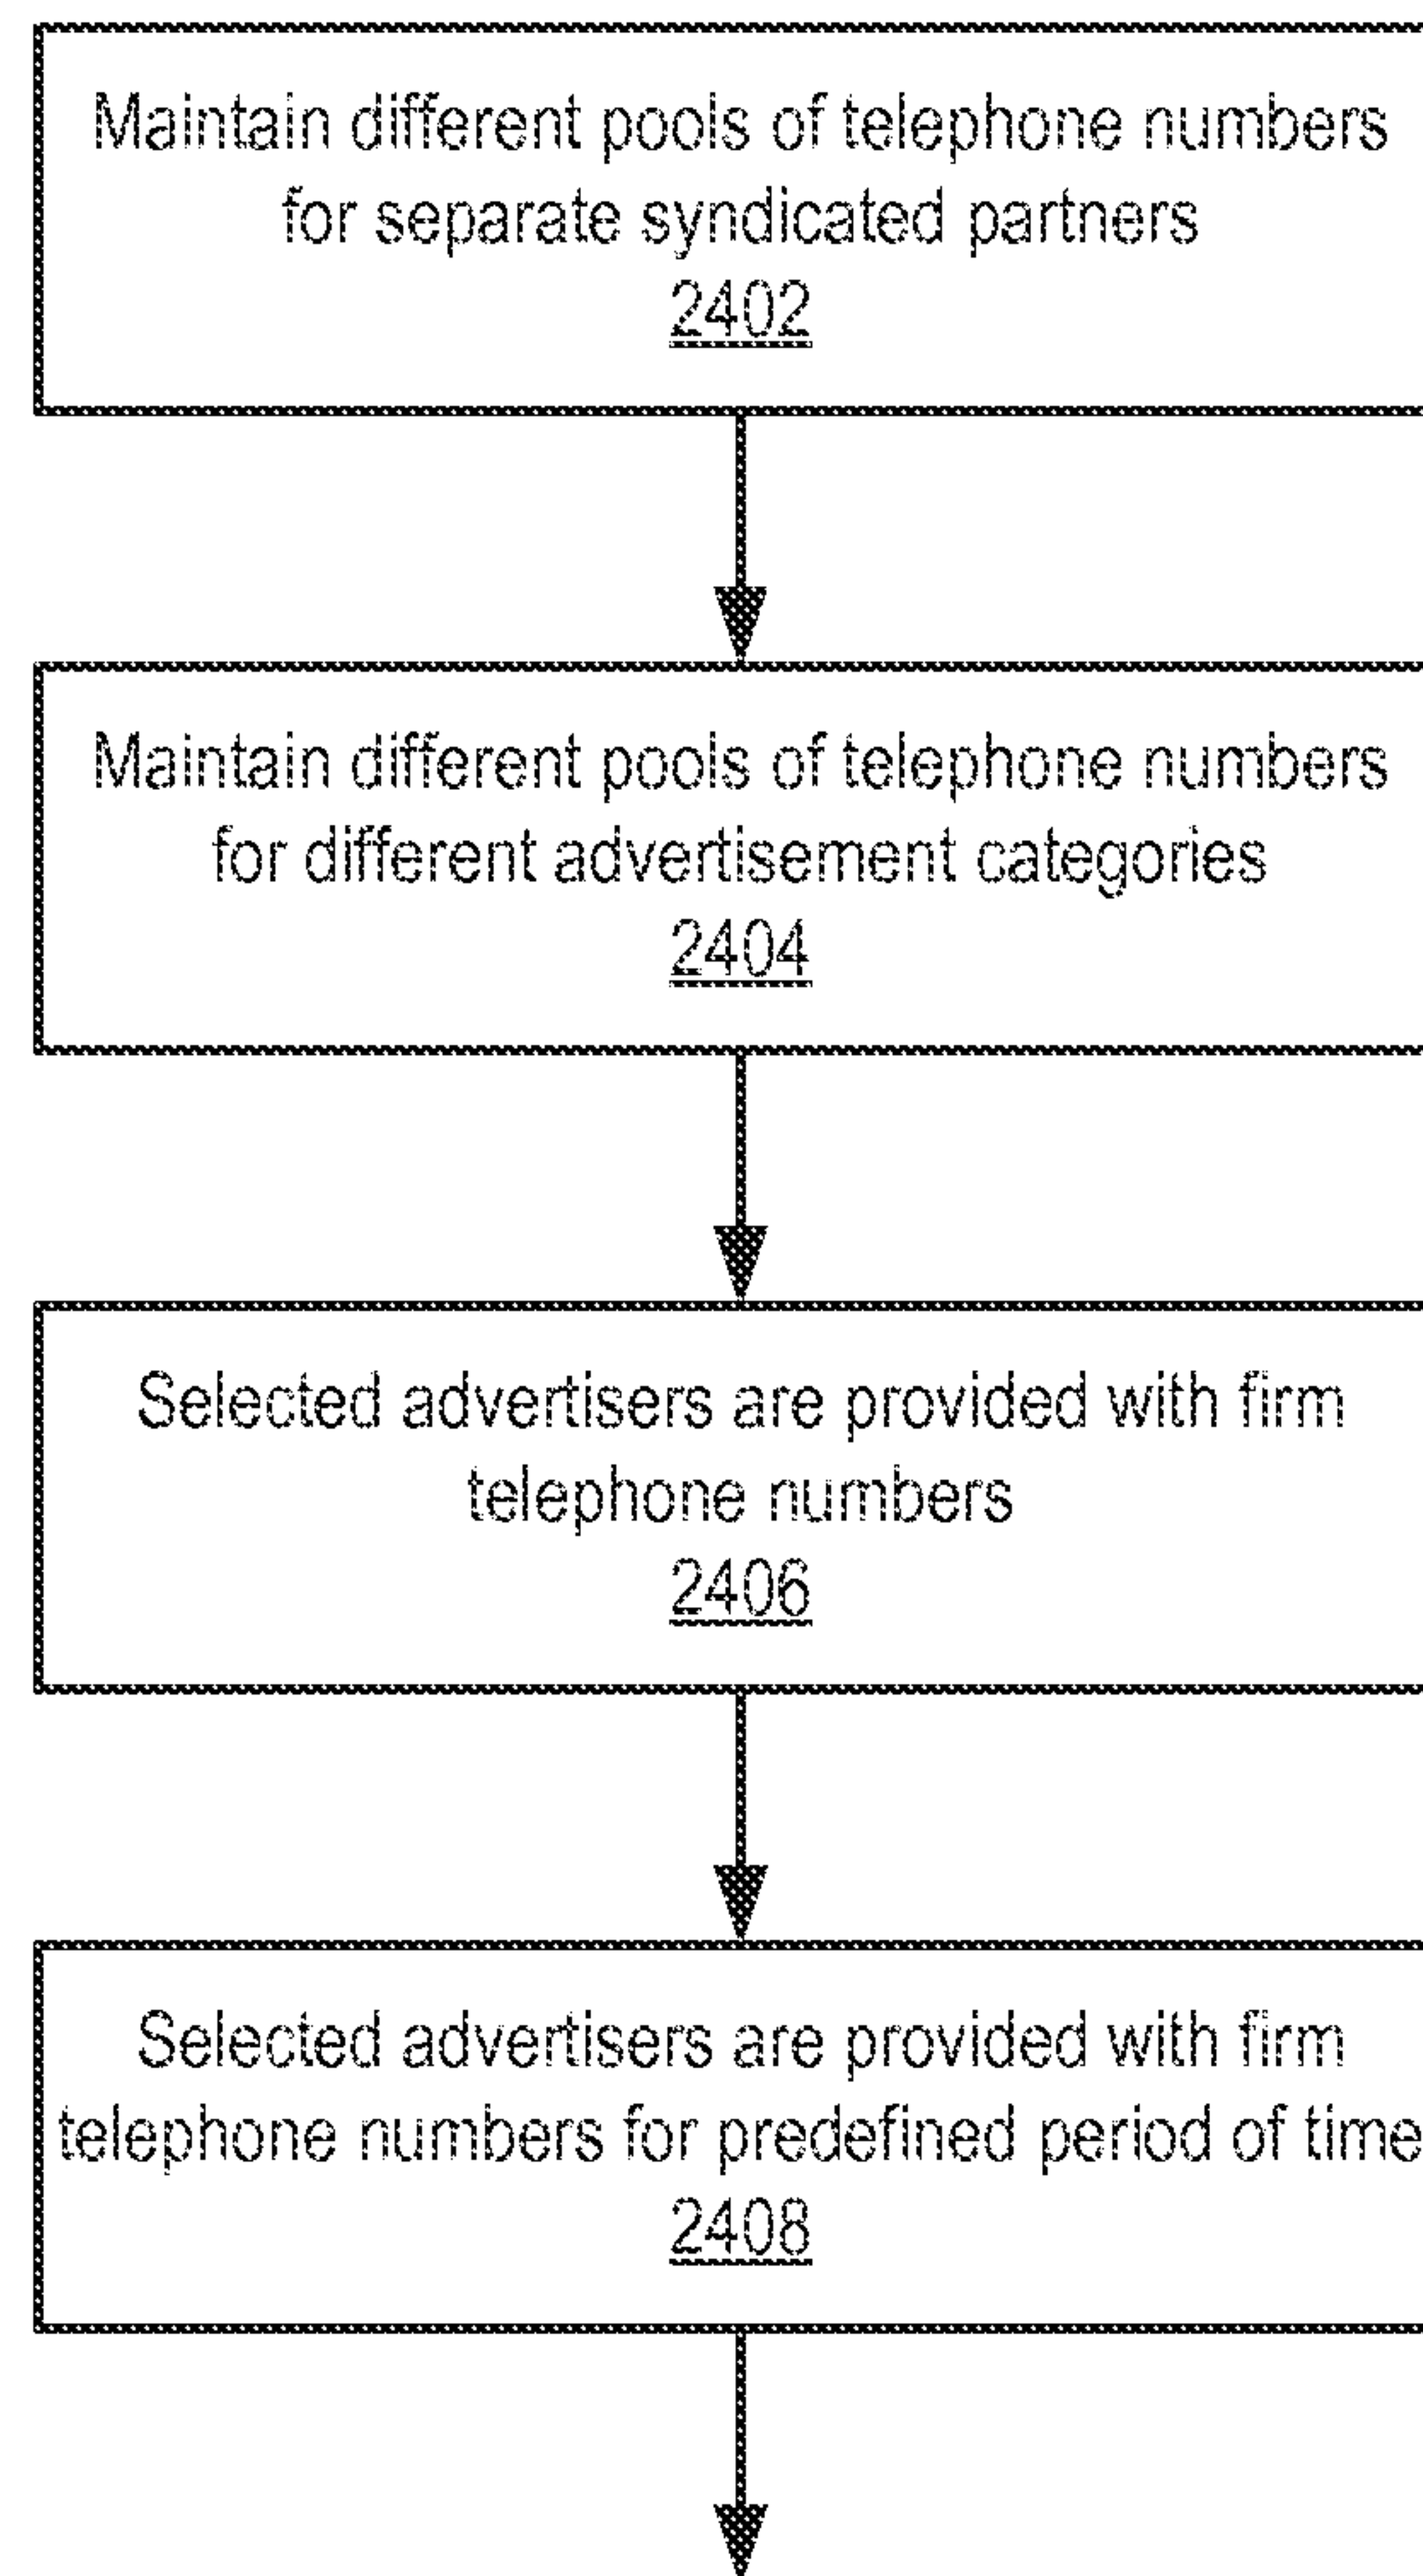 Maintain different pools of telephone numbers
for separate syndicated partners
2402
Maintain different pools of telephone numbers
for different advertisement categories
2404
Selected advertisers are provided with firm
telephone numbers
2406
Selected advertisers are provided with firm
telephone numbers for predefined period of time
2408